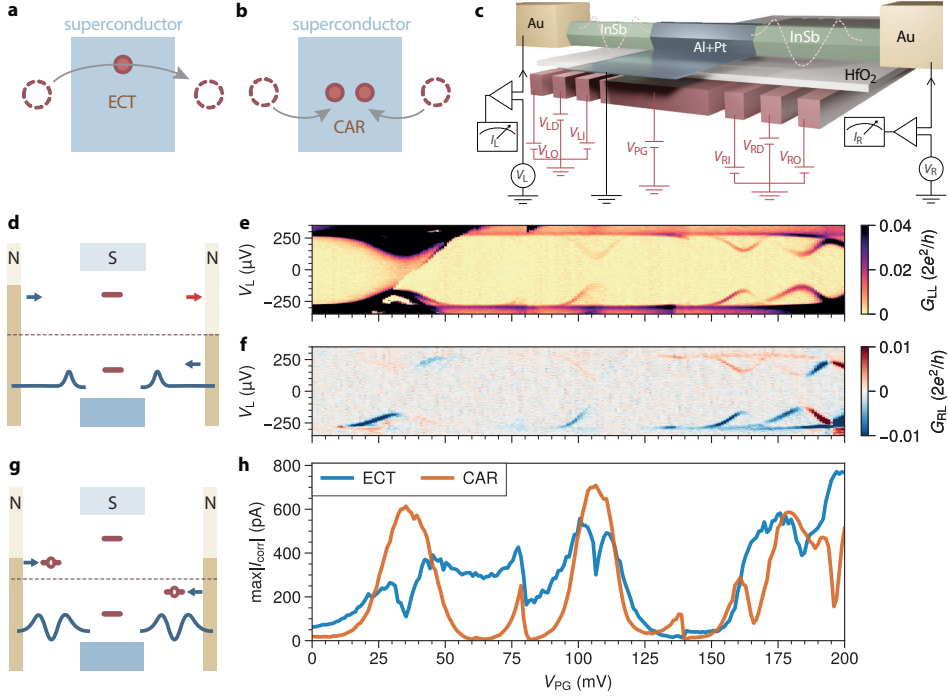 a
superconductor
ECT
b
superconductor
CAR
c
Au
InSb
Al+Pt
InSb
Au
HfO2
IL
VLD
VLI
VLO
VL
VPG
VRI
VRD
VRO
IR
VR
d
N
S
N
e
VL (μV)
250
0
−250
0.04
0.02
0
GLL (2e²/h)
f
VL (μV)
250
0
−250
0.01
0
−0.01
GRL (2e²/h)
g
N
S
N
h
ECT
CAR
max|Icorr| (pA)
800
600
400
200
0
0
25
50
75
100
125
150
175
200
VPG (mV)